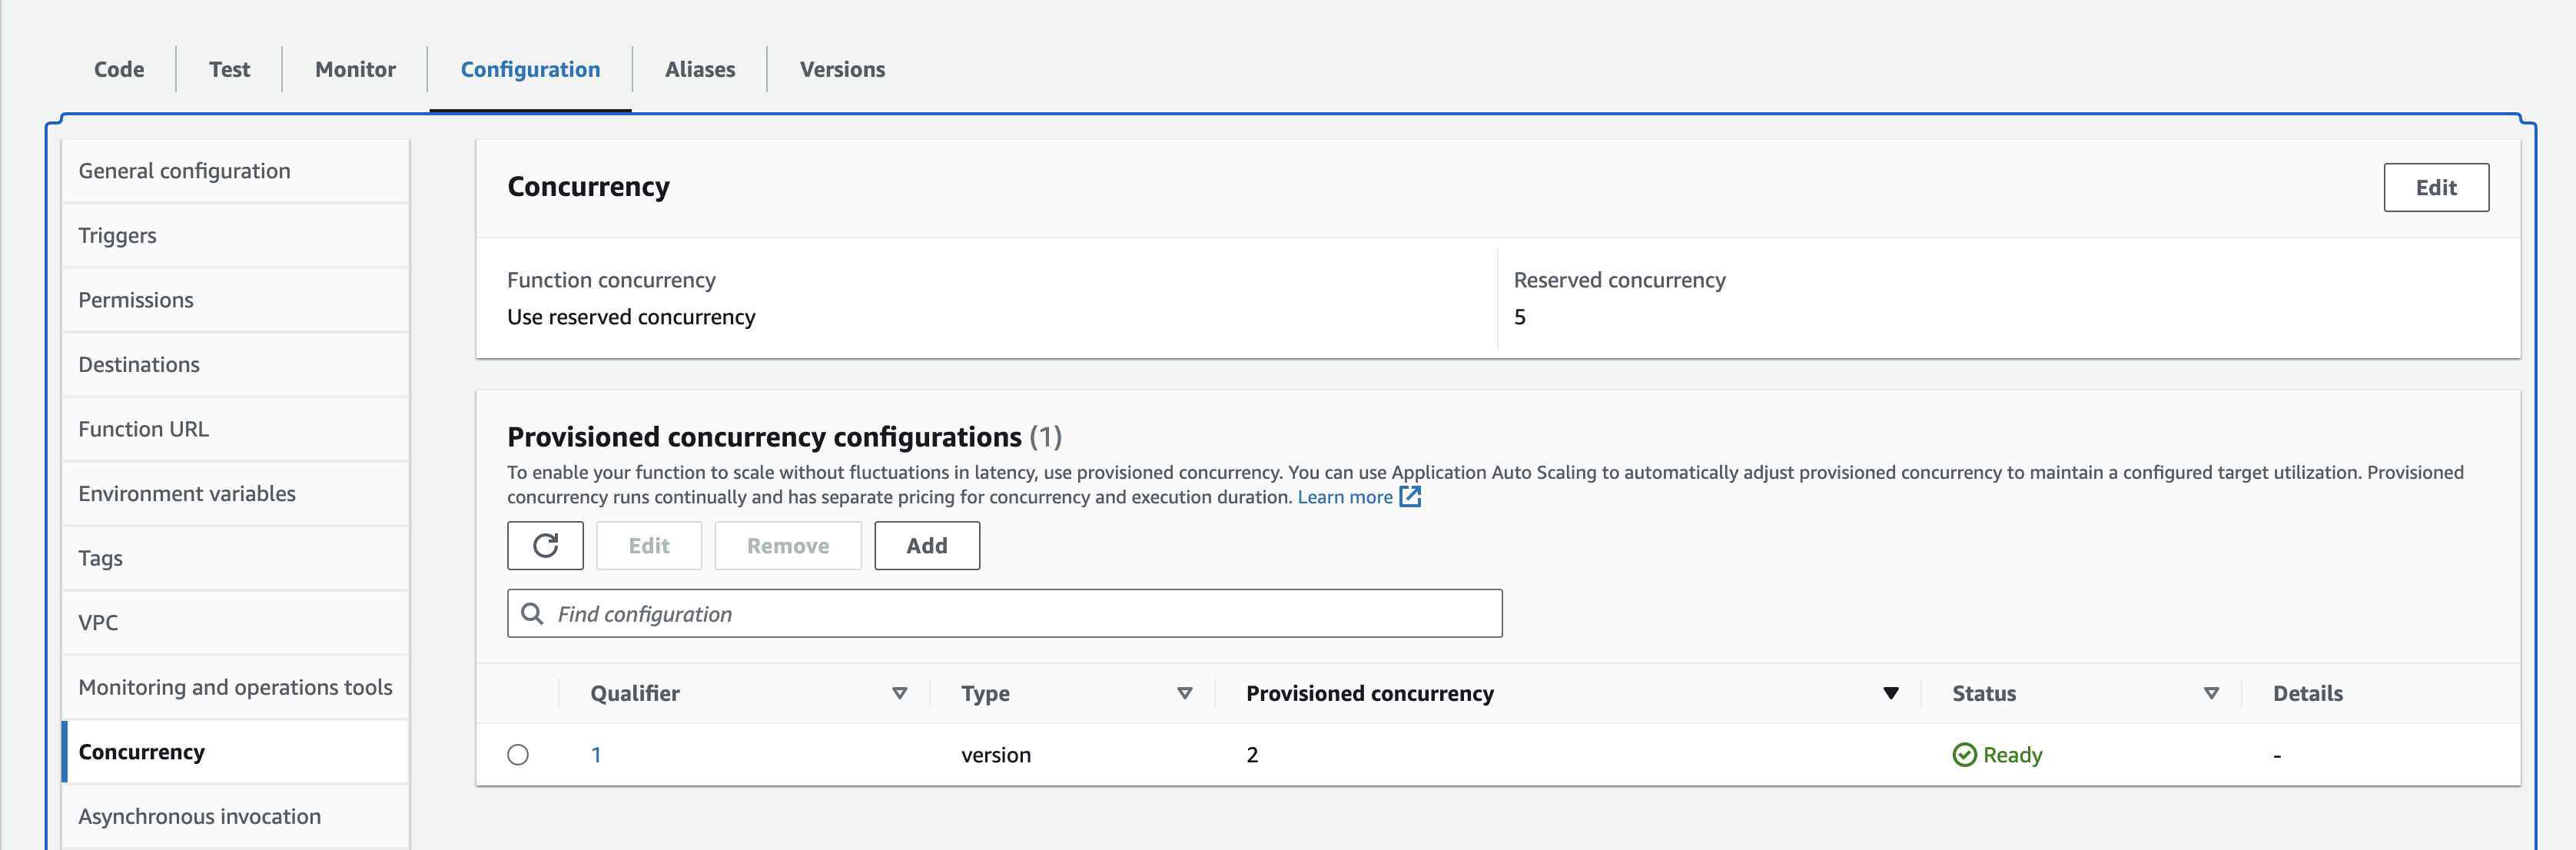 Code
Test
Monitor
Configuration
Aliases
Versions
General configuration
Triggers
Permissions
Destinations
Function URL
Environment variables
Tags
VPC
Monitoring and operations tools
Concurrency
Asynchronous invocation
Concurrency
Edit
Function concurrency
Use reserved concurrency
Reserved concurrency
5
Provisioned concurrency configurations (1)
To enable your function to scale without fluctuations in latency, use provisioned concurrency. You can use Application Auto Scaling to automatically adjust provisioned concurrency to maintain a configured target utilization. Provisioned
concurrency runs continually and has separate pricing for concurrency and execution duration. Learn more
Edit
Remove
Add
Find configuration
Qualifier
Type
Provisioned concurrency
Status
Details
1
version
2
Ready
-